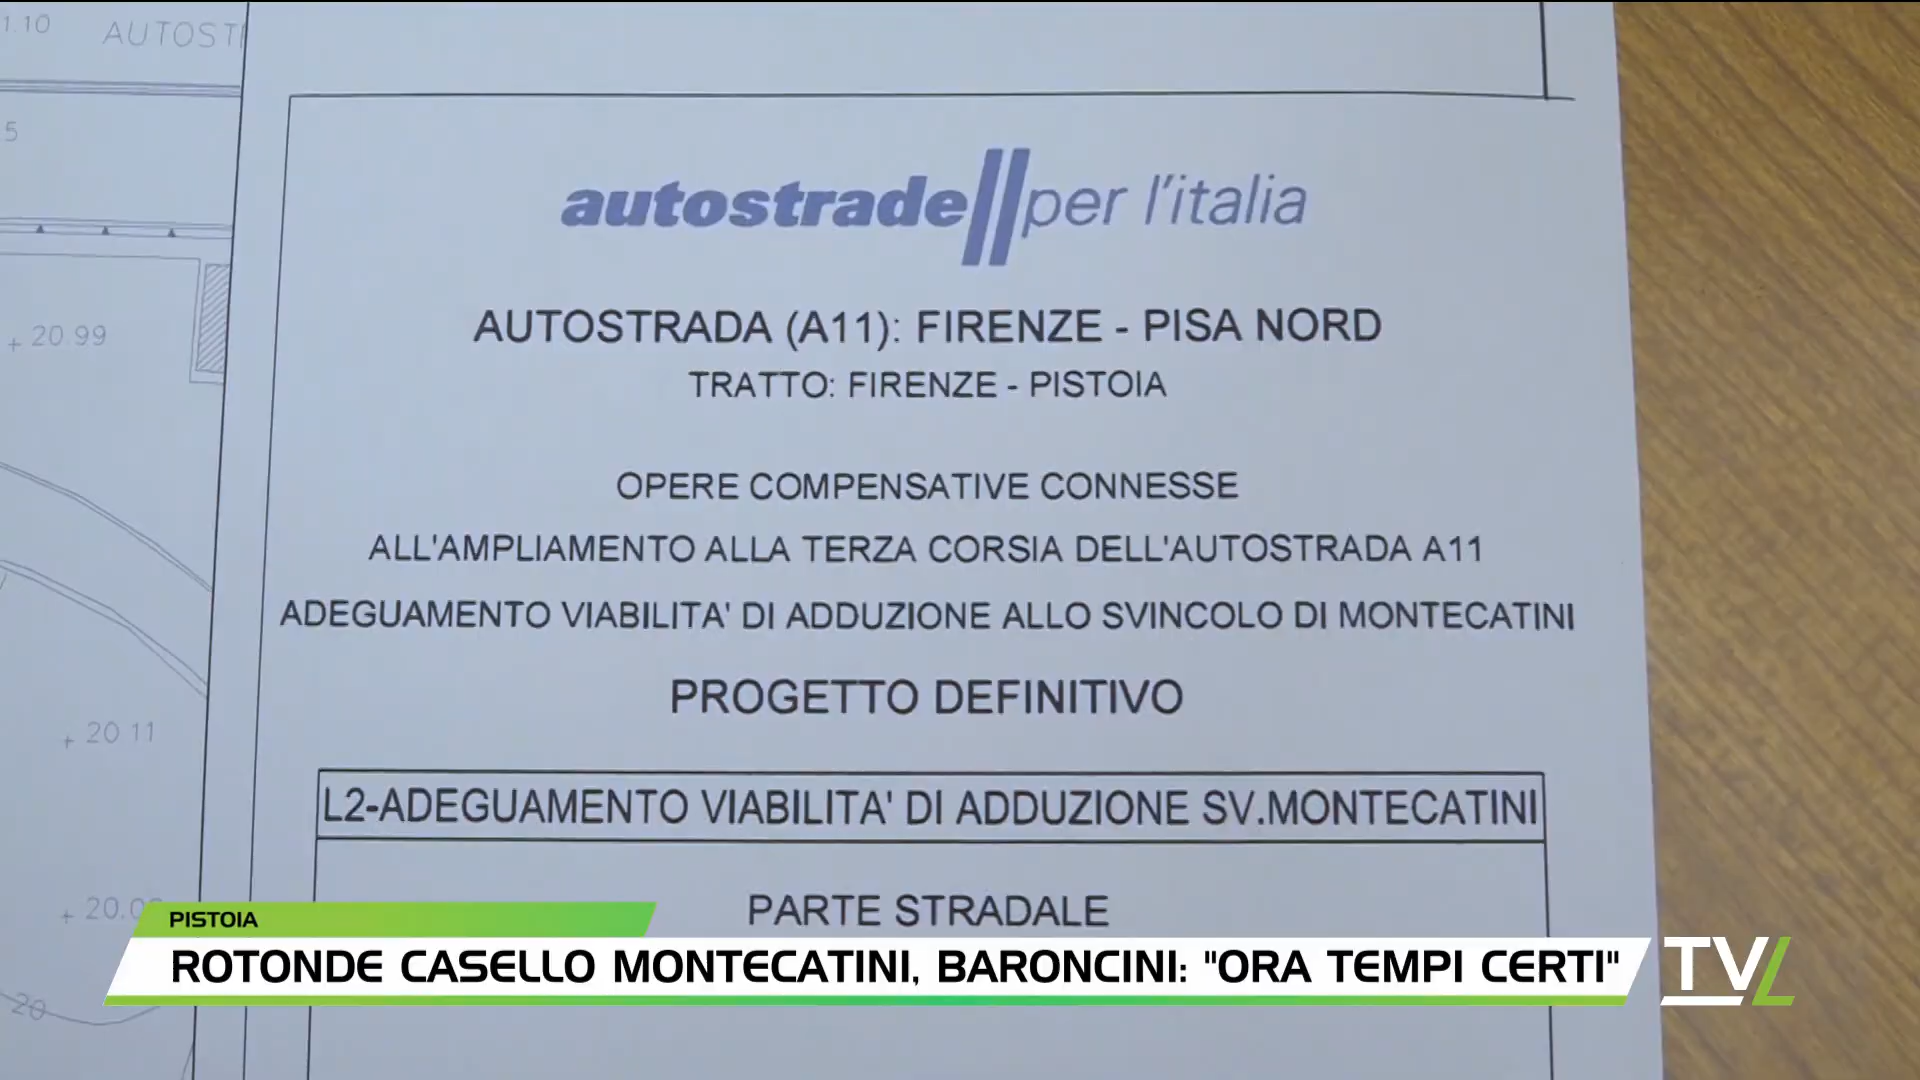 1.10
AUTOST
5
+ 20.99
+ 20.11
+ 20.0
20
autostrade//per l'italia
AUTOSTRADA (A11): FIRENZE - PISA NORD
TRATTO: FIRENZE - PISTOIA
OPERE COMPENSATIVE CONNESSE
ALL'AMPLIAMENTO ALLA TERZA CORSIA DELL'AUTOSTRADA A11
ADEGUAMENTO VIABILITA' DI ADDUZIONE ALLO SVINCOLO DI MONTECATINI
PROGETTO DEFINITIVO
L2-ADEGUAMENTO VIABILITA' DI ADDUZIONE SV.MONTECATINI
PARTE STRADALE
PISTOIA
ROTONDE CASELLO MONTECATINI, BARONCINI: "ORA TEMPI CERTI"
TVL